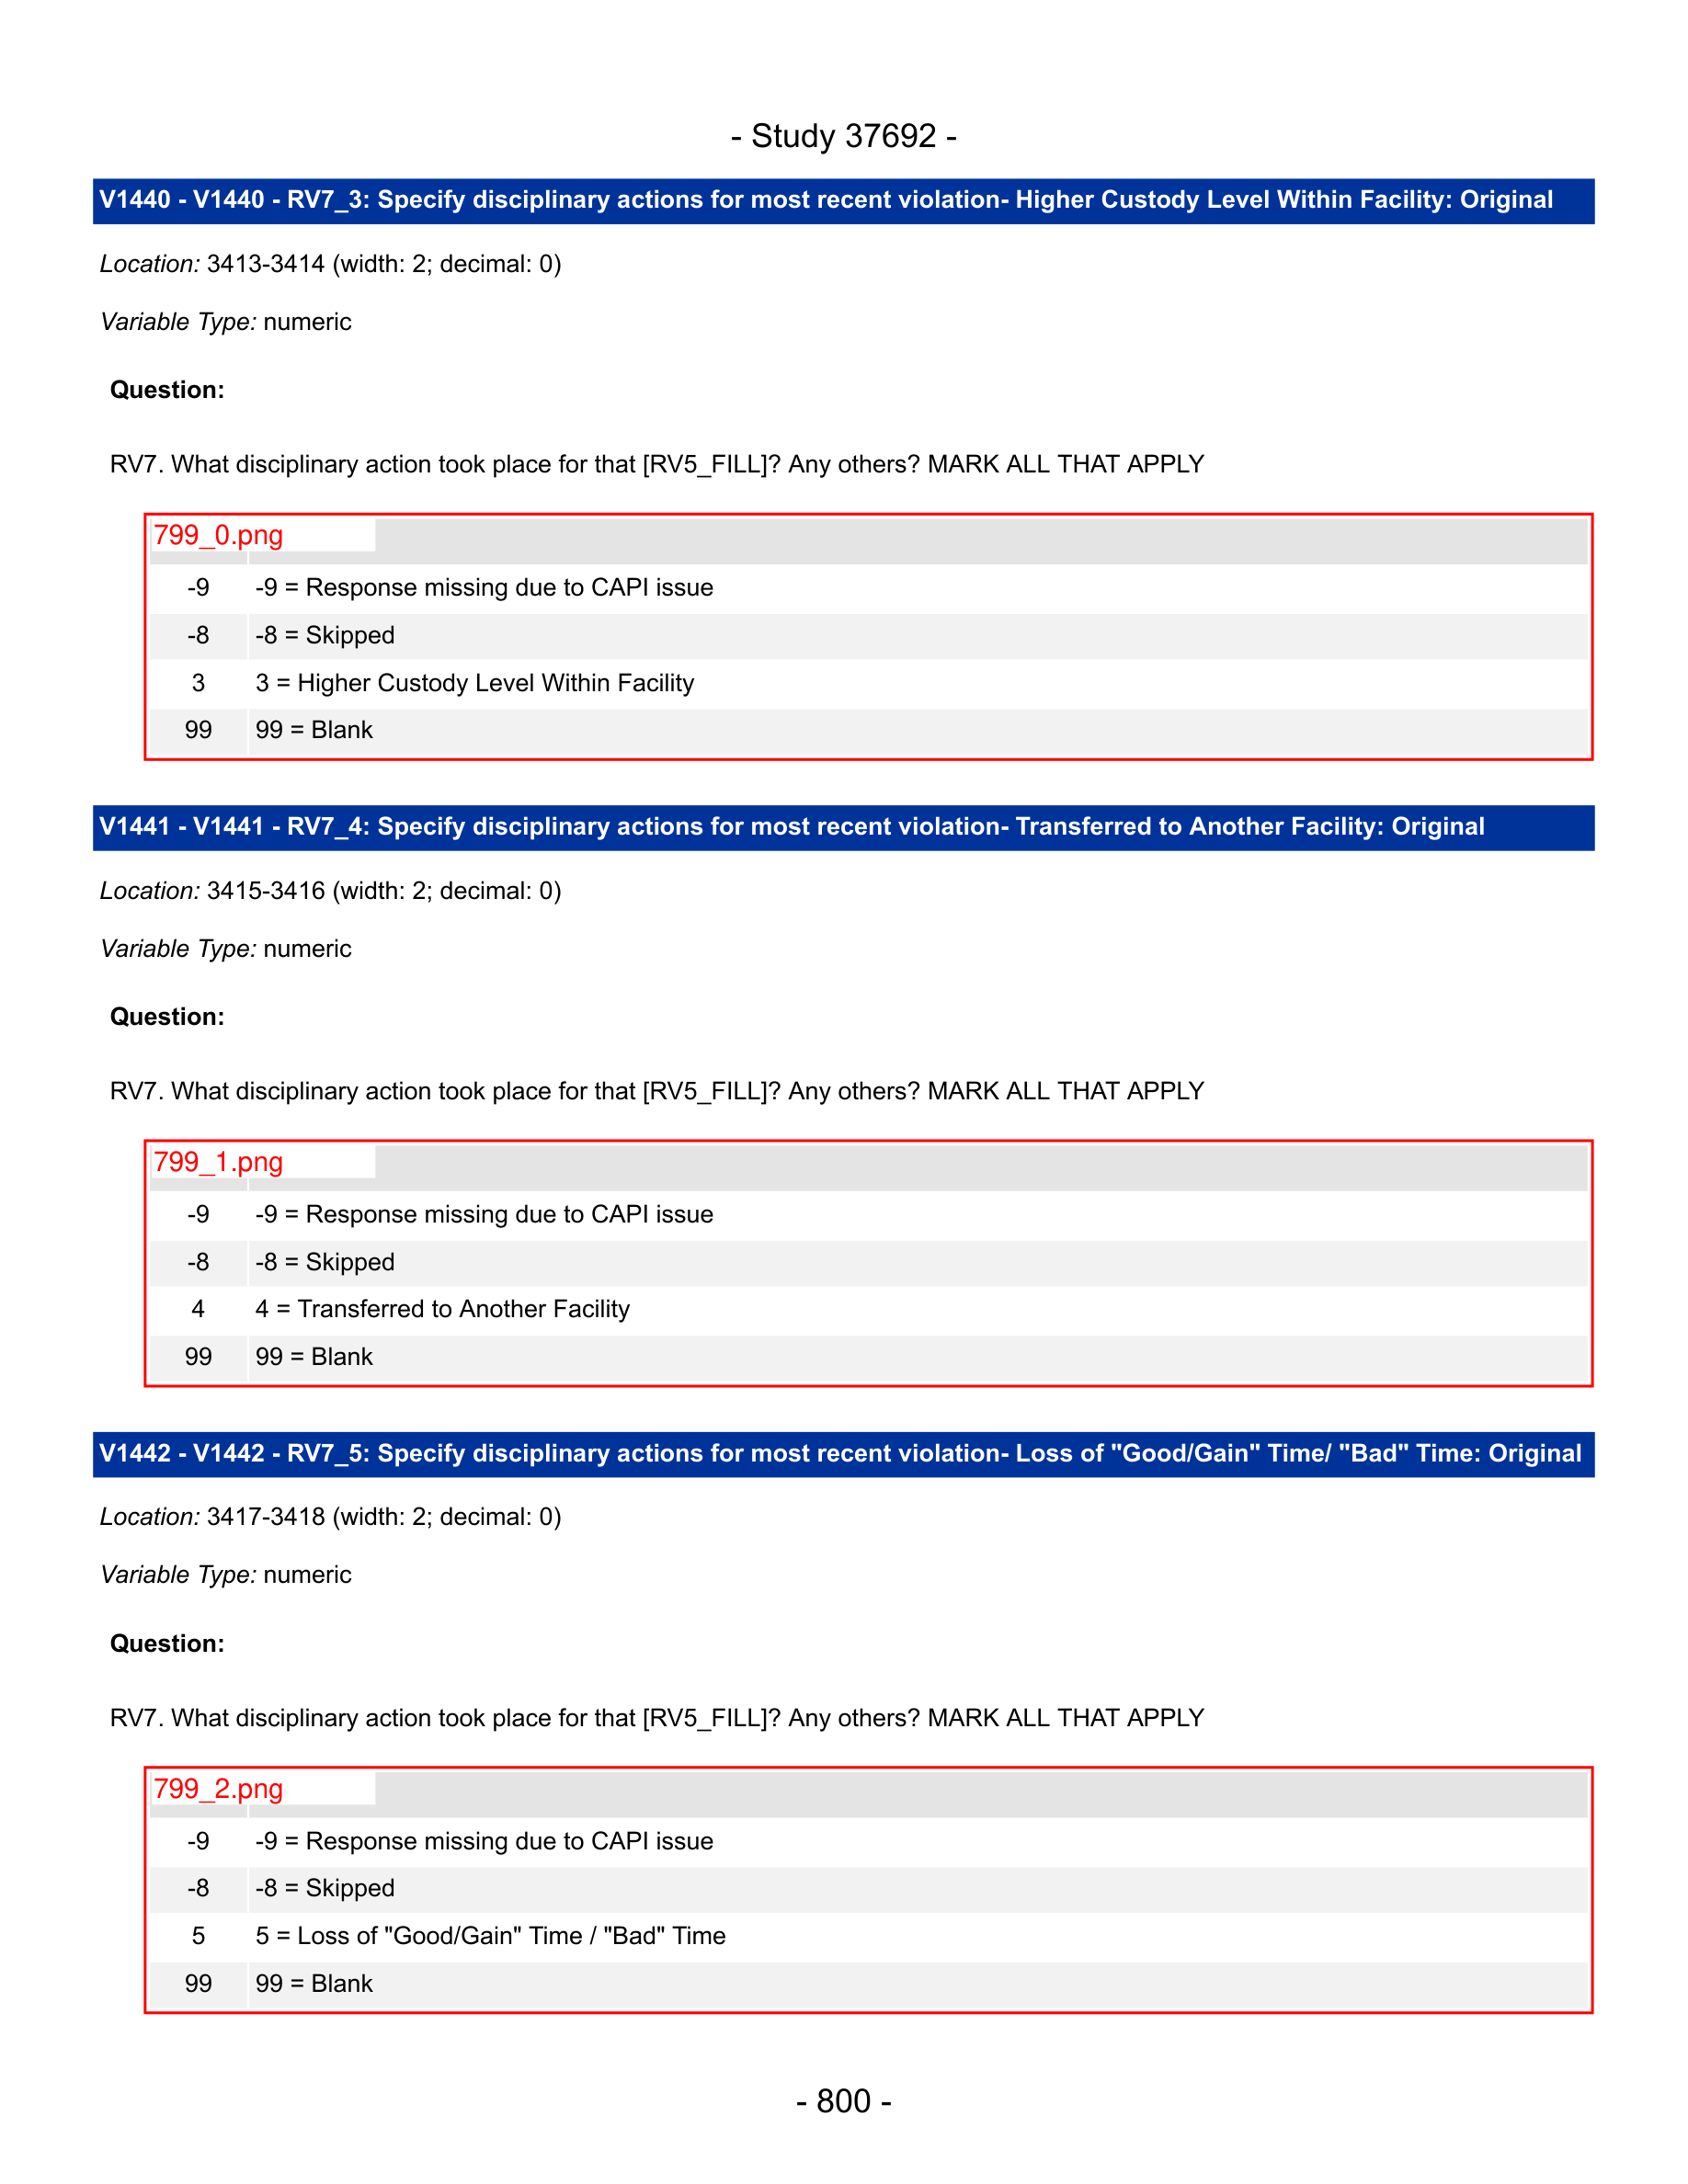 - Study 37692 -
V1440 - V1440 - RV7_3: Specify disciplinary actions for most recent violation- Higher Custody Level Within Facility: Original
Location: 3413-3414 (width: 2; decimal: 0)
Variable Type: numeric
Question:
RV7. What disciplinary action took place for that [RV5_FILL]? Any others? MARK ALL THAT APPLY
799_0.png
-9 -9 = Response missing due to CAPI issue
-8 -8 = Skipped
3 3 = Higher Custody Level Within Facility
99 99 = Blank
V1441 - V1441 - RV7_4: Specify disciplinary actions for most recent violation- Transferred to Another Facility: Original
Location: 3415-3416 (width: 2; decimal: 0)
Variable Type: numeric
Question:
RV7. What disciplinary action took place for that [RV5_FILL]? Any others? MARK ALL THAT APPLY
799_1.png
-9 -9 = Response missing due to CAPI issue
-8 -8 = Skipped
4 4 = Transferred to Another Facility
99 99 = Blank
V1442 - V1442 - RV7_5: Specify disciplinary actions for most recent violation- Loss of "Good/Gain" Time/ "Bad" Time: Original
Location: 3417-3418 (width: 2; decimal: 0)
Variable Type: numeric
Question:
RV7. What disciplinary action took place for that [RV5_FILL]? Any others? MARK ALL THAT APPLY
799_2.png
-9 -9 = Response missing due to CAPI issue
-8 -8 = Skipped
5 5 = Loss of "Good/Gain" Time / "Bad" Time
99 99 = Blank
- 800 -